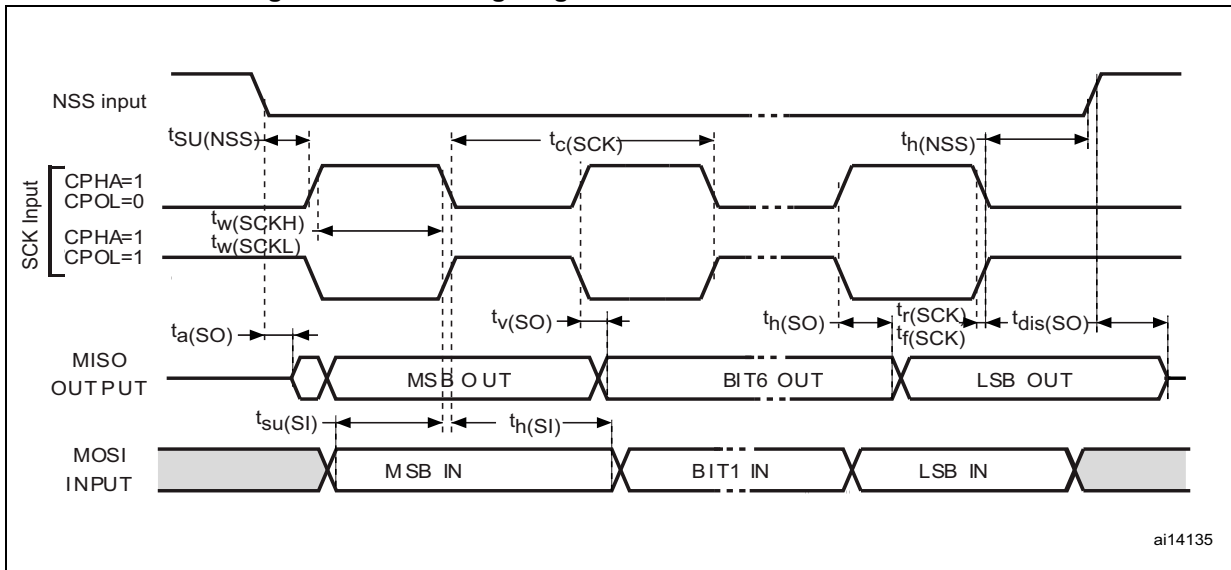 NSS input
tSU(NSS)
tc(SCK)
th(NSS)
SCK Input
CPHA=1
CPOL=0
CPHA=1
CPOL=1
tw(SCKH)
tw(SCKL)
ta(SO)
tv(SO)
th(SO)
tr(SCK)
tf(SCK)
tdis(SO)
MISO
OUTPUT
MSB OUT
BIT6 OUT
LSB OUT
tsu(SI)
th(SI)
MOSI
INPUT
MSB IN
BIT1 IN
LSB IN
ai14135